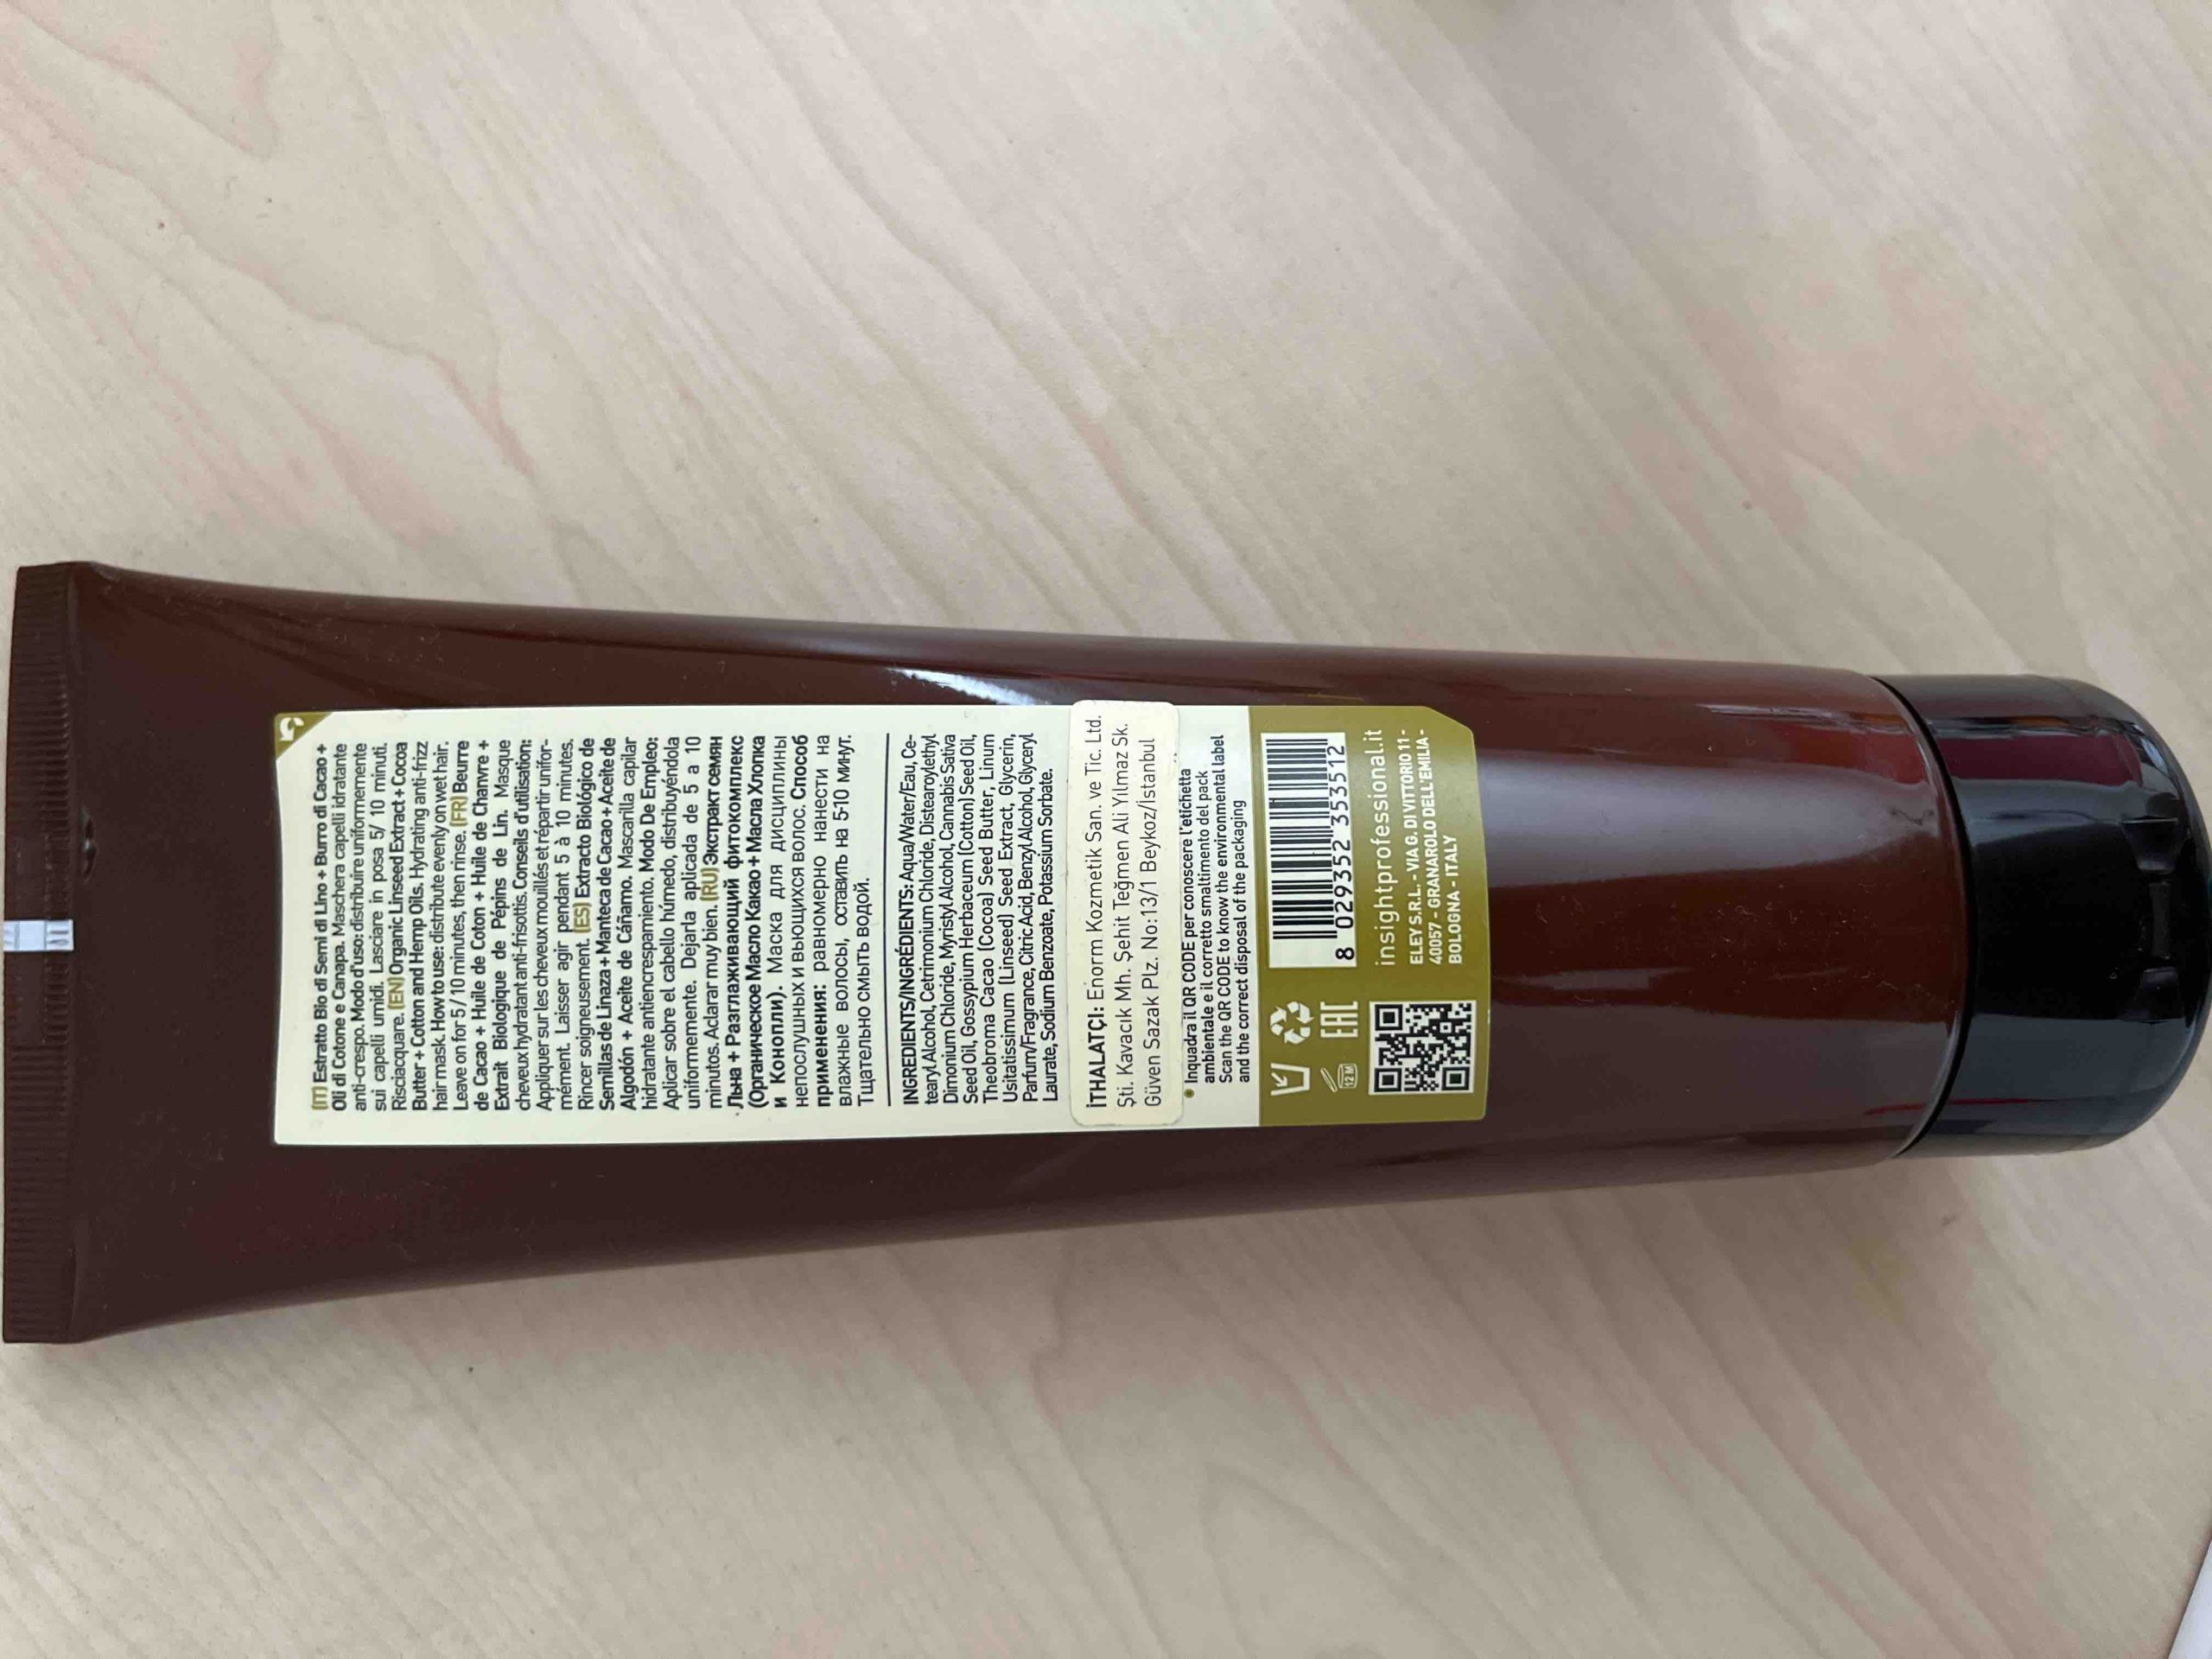 (IT) Estratto Bio di Semi di Lino + Burro di Cacao +
Oli di Cotone e Canapa. Maschera capelli idratante
anti-crespo. Modo d'uso: distribuire uniformemente
sui capelli umidi. Lasciare in posa 5/ 10 minuti.
Risciacquare. (EN) Organic Linseed Extract + Cocoa
Butter + Cotton and Hemp Oils. Hydrating anti-frizz
hair mask. How to use: distribute evenly on wet hair.
Leave on for 5 / 10 minutes, then rinse. (FR) Beurre
de Cacao + Huile de Coton + Huile de Chanvre +
Extrait Biologique de Pépins de Lin. Masque
cheveux hydratant anti-frisottis. Conseils d'utilisation:
Appliquer sur les cheveux mouillés et répartir unifor-
mément. Laisser agir pendant 5 à 10 minutes.
Rincer soigneusement. (ES) Extracto Biológico de
Semillas de Linaza + Manteca de Cacao + Aceite de
Algodón + Aceite de Cáñamo. Mascarilla capilar
hidratante antiencrespamiento. Modo De Empleo:
Aplicar sobre el cabello húmedo, distribuyéndola
uniformemente. Dejarla aplicada de 5 a 10
minutos. Aclarar muy bien. (RU) Экстракт семян
Льна + Разглаживающий фитокомплекс
(Органическое Масло Какао + Масла Хлопка
и Конопли). Маска для дисциплины
непослушных и вьющихся волос. Способ
применения: равномерно нанести на
влажные волосы, оставить на 5-10 минут.
Тщательно смыть водой.
INGREDIENTS/INGRÉDIENTS: Aqua/Water/Eau, Ce-
tearyl Alcohol, Cetrimonium Chloride, Distearoylethyl
Dimonium Chloride, Myristyl Alcohol, Cannabis Sativa
Seed Oil, Gossypium Herbaceum (Cotton) Seed Oil,
Theobroma Cacao (Cocoa) Seed Butter, Linum
Usitatissimum (Linseed) Seed Extract, Glycerin,
Parfum/Fragrance, Citric Acid, Benzyl Alcohol, Glyceryl
Laurate, Sodium Benzoate, Potassium Sorbate.
İTHALATÇI: Enorm Kozmetik San. ve Tic. Ltd.
Şti. Kavacık Mh. Şehit Teğmen Ali Yılmaz Sk.
Güven Sazak Plz. No:13/1 Beykoz/İstanbul
• Inquadra il QR CODE per conoscere l'etichetta
ambientale e il corretto smaltimento del pack
Scan the QR CODE to know the environmental label
and the correct disposal of the packaging
8 029352 353512
12 M
EAC
insightprofessional.it
ELEY S.R.L. - VIA G. DI VITTORIO 11 -
40057 - GRANAROLO DELL'EMILIA -
BOLOGNA - ITALY